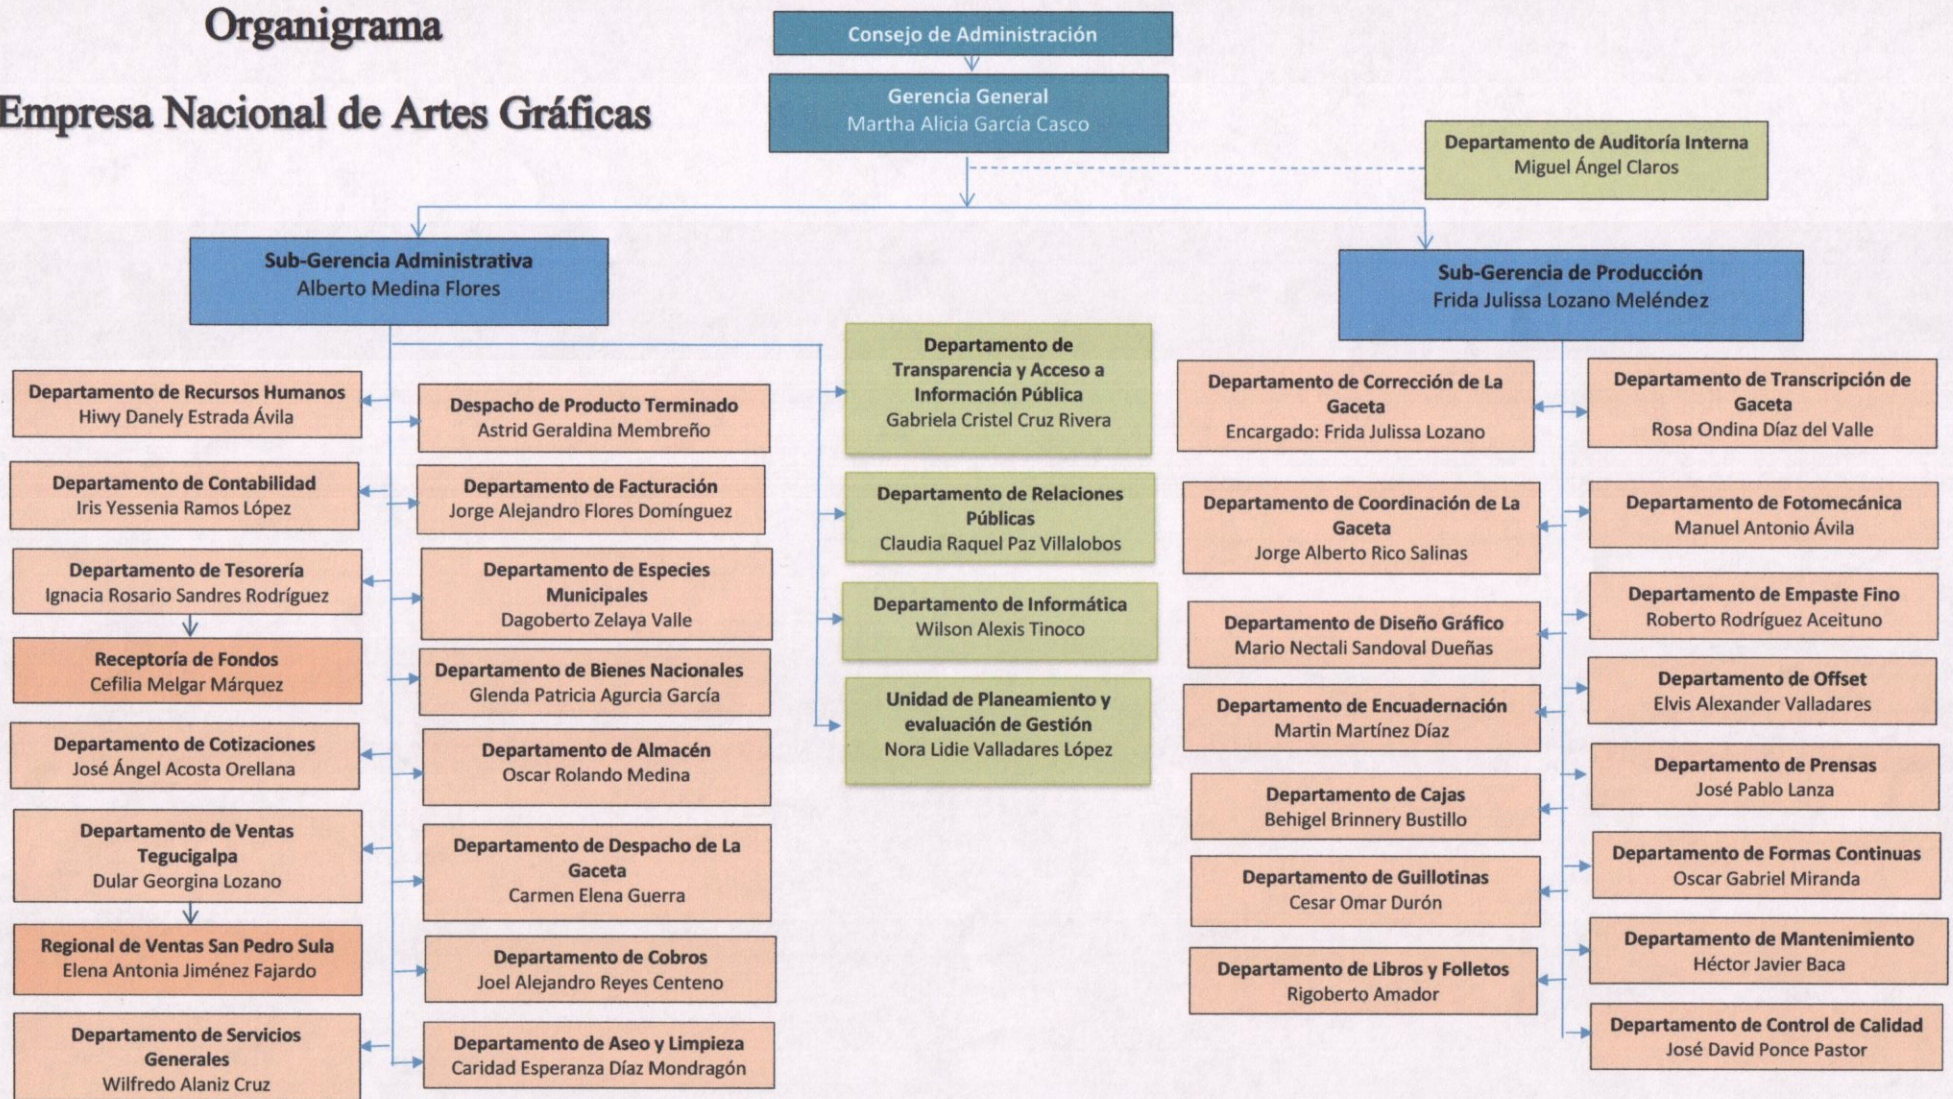 Organigrama
Empresa Nacional de Artes Gráficas
Consejo de Administración
Gerencia General
Martha Alicia García Casco
Departamento de Auditoría Interna
Miguel Ángel Claros
Sub-Gerencia Administrativa
Alberto Medina Flores
Sub-Gerencia de Producción
Frida Julissa Lozano Meléndez
Departamento de Recursos Humanos
Hiwy Danely Estrada Ávila
Departamento de Contabilidad
Iris Yessenia Ramos López
Departamento de Tesorería
Ignacia Rosario Sandres Rodríguez
Receptoría de Fondos
Cefilia Melgar Márquez
Departamento de Cotizaciones
José Ángel Acosta Orellana
Departamento de Ventas
Tegucigalpa
Dular Georgina Lozano
Regional de Ventas San Pedro Sula
Elena Antonia Jiménez Fajardo
Departamento de Servicios
Generales
Wilfredo Alaniz Cruz
Despacho de Producto Terminado
Astrid Geraldina Membreño
Departamento de Facturación
Jorge Alejandro Flores Domínguez
Departamento de Especies
Municipales
Dagoberto Zelaya Valle
Departamento de Bienes Nacionales
Glenda Patricia Agurcia García
Departamento de Almacén
Oscar Rolando Medina
Departamento de Despacho de La
Gaceta
Carmen Elena Guerra
Departamento de Cobros
Joel Alejandro Reyes Centeno
Departamento de Aseo y Limpieza
Caridad Esperanza Díaz Mondragón
Departamento de
Transparencia y Acceso a
Información Pública
Gabriela Cristel Cruz Rivera
Departamento de Relaciones
Públicas
Claudia Raquel Paz Villalobos
Departamento de Informática
Wilson Alexis Tinoco
Unidad de Planeamiento y
evaluación de Gestión
Nora Lidie Valladares López
Departamento de Corrección de La
Gaceta
Encargado: Frida Julissa Lozano
Departamento de Coordinación de La
Gaceta
Jorge Alberto Rico Salinas
Departamento de Diseño Gráfico
Mario Nectali Sandoval Dueñas
Departamento de Encuadernación
Martin Martínez Díaz
Departamento de Cajas
Behigel Brinnery Bustillo
Departamento de Guillotinas
Cesar Omar Durón
Departamento de Libros y Folletos
Rigoberto Amador
Departamento de Transcripción de
Gaceta
Rosa Ondina Díaz del Valle
Departamento de Fotomecánica
Manuel Antonio Ávila
Departamento de Empaste Fino
Roberto Rodríguez Aceituno
Departamento de Offset
Elvis Alexander Valladares
Departamento de Prensas
José Pablo Lanza
Departamento de Formas Continuas
Oscar Gabriel Miranda
Departamento de Mantenimiento
Héctor Javier Baca
Departamento de Control de Calidad
José David Ponce Pastor